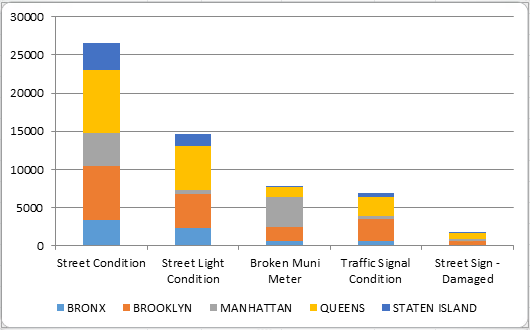 30000
25000
20000
15000
10000
5000
0
Street Condition
Street Light
Condition
Broken Muni
Meter
Traffic Signal
Condition
Street Sign -
Damaged
BRONX BROOKLYN MANHATTAN QUEENS STATEN ISLAND